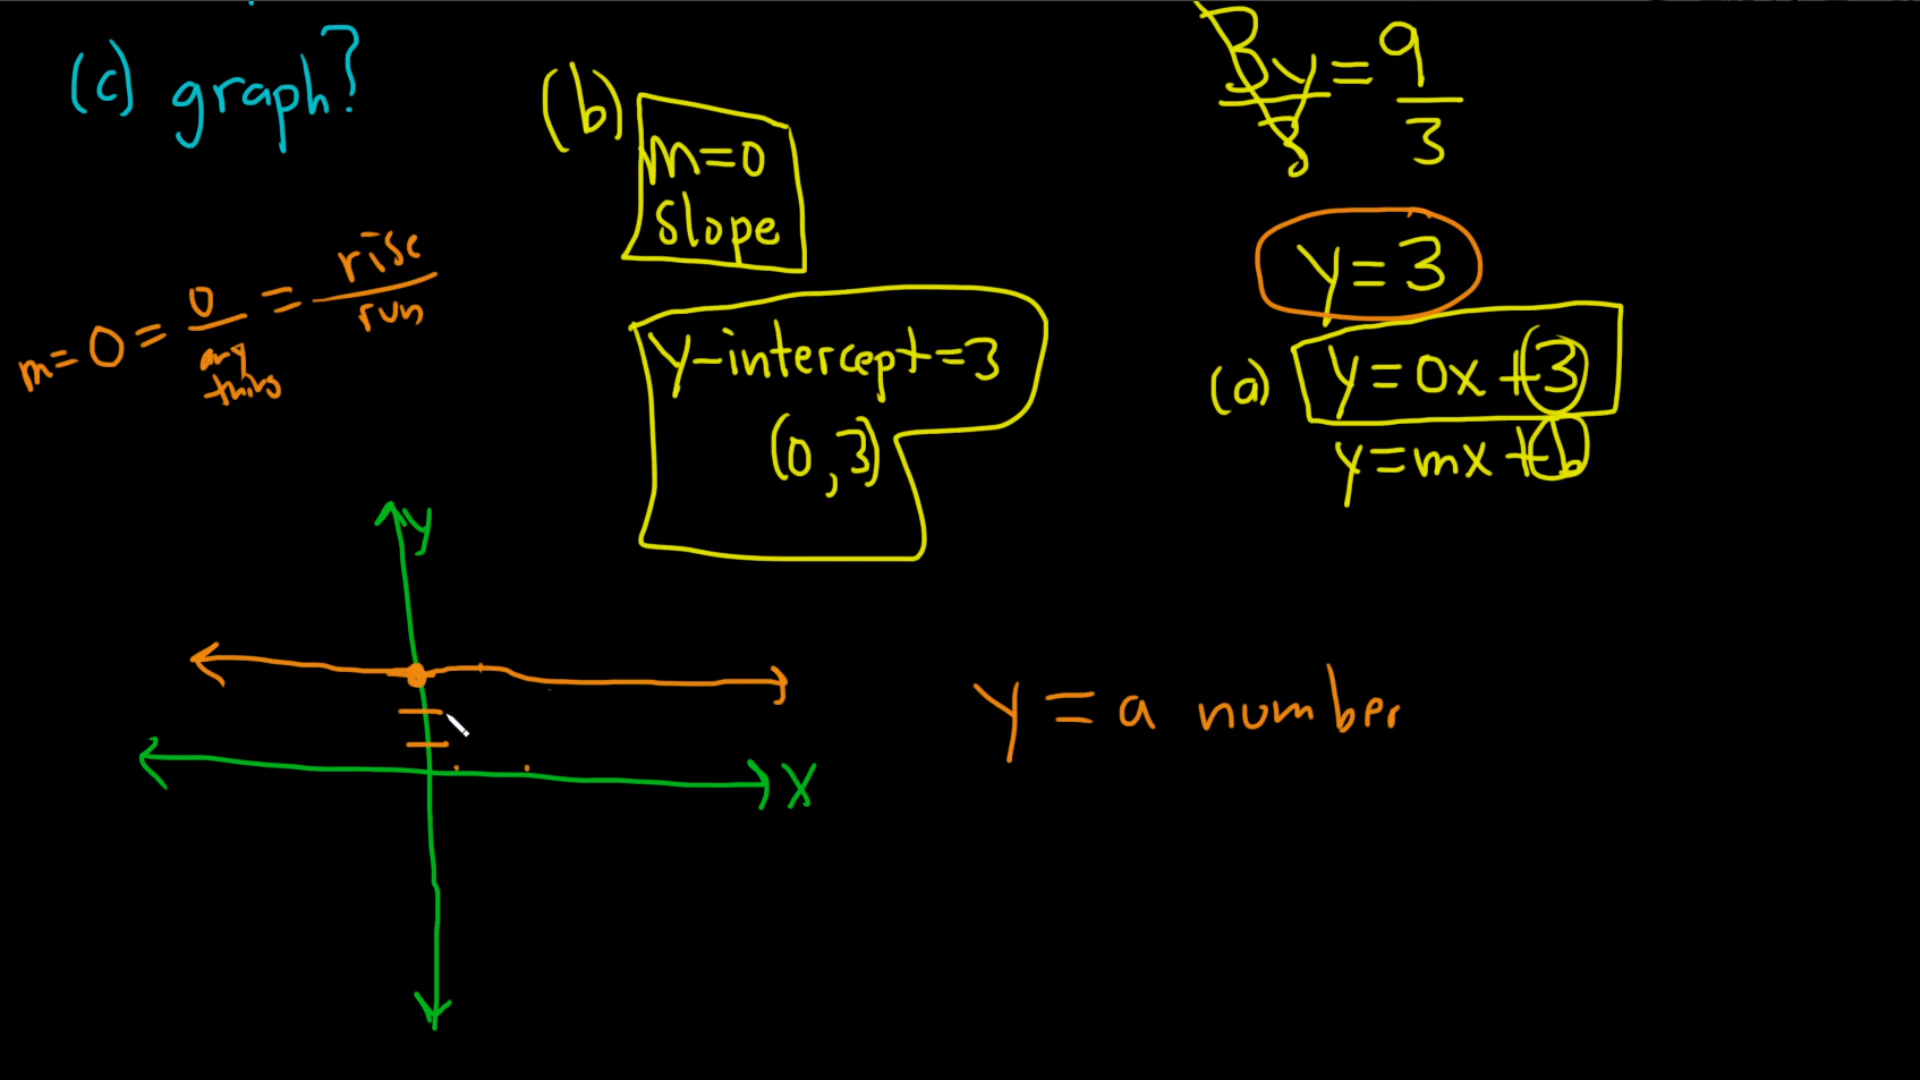 (c) graph?
(b)
m=0
slope
3y/3 = 9/3
y=3
(a) y=0x+3
y=mx+b
m=0=0/any thing=rise/run
y-intercept=3
(0,3)
y
x
y = a number